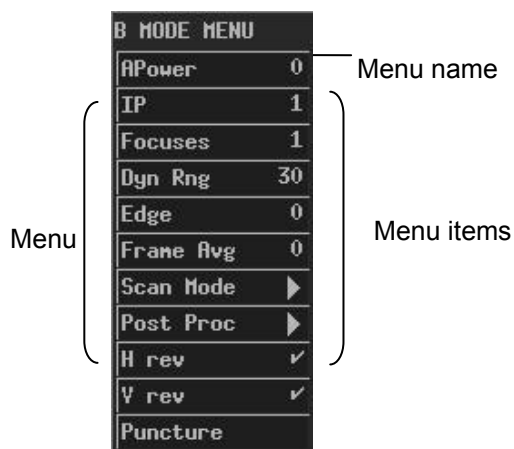 B MODE MENU
APower 0
Menu name
IP 1
Focuses 1
Dyn Rng 30
Edge 0
Menu
Menu items
Frame Avg 0
Scan Mode ▶
Post Proc ▶
H rev ✔
V rev ✔
Puncture